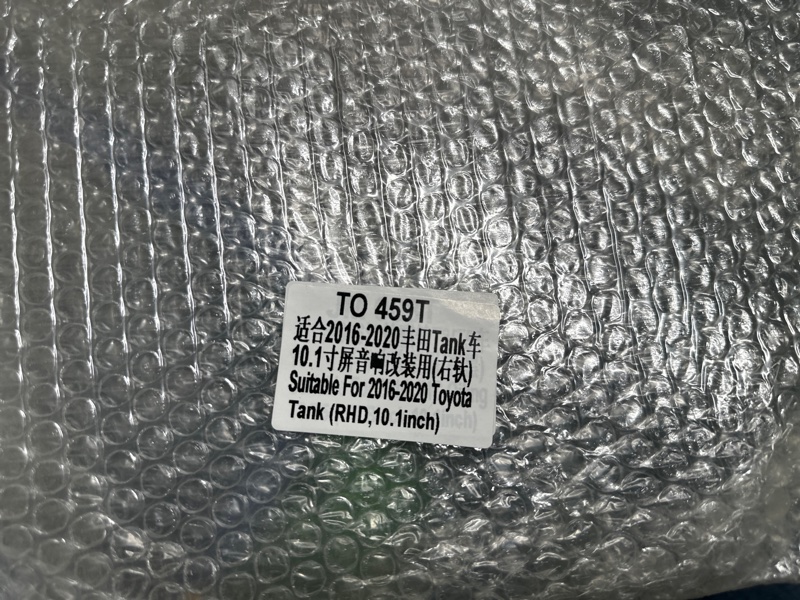 TO 459T
适合2016-2020丰田Tank车
10.1寸屏音响改装用(右软)
Suitable For 2016-2020 Toyota
Tank (RHD,10.1inch)